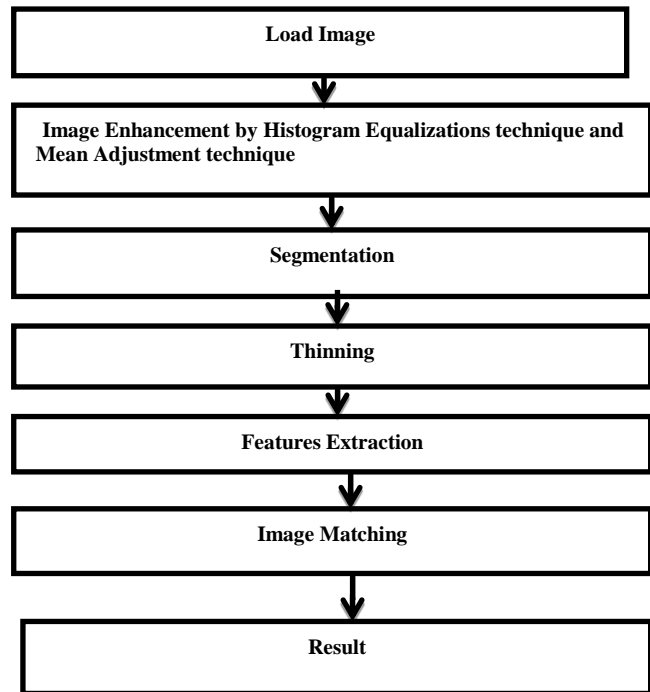 Load Image
Image Enhancement by Histogram Equalizations technique and
Mean Adjustment technique
Segmentation
Thinning
Features Extraction
Image Matching
Result